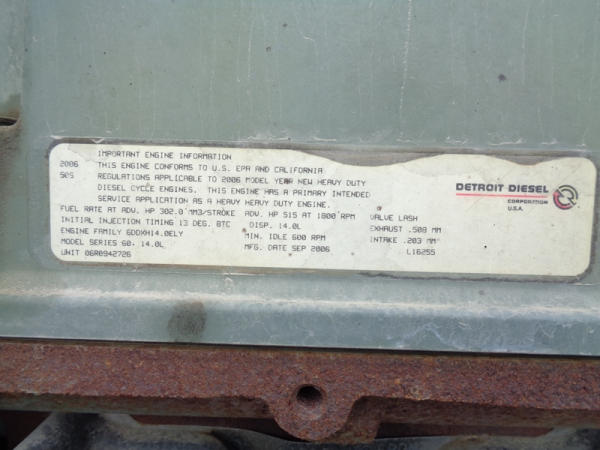 IMPORTANT ENGINE INFORMATION
2006 THIS ENGINE CONFORMS TO U.S. EPA AND CALIFORNIA
50S REGULATIONS APPLICABLE TO 2006 MODEL YEAR NEW HEAVY DUTY
DIESEL CYCLE ENGINES. THIS ENGINE HAS A PRIMARY INTENDED
SERVICE APPLICATION AS A HEAVY HEAVY DUTY ENGINE.
FUEL RATE AT ADV. HP 302.0 MM3/STROKE ADV. HP 515 AT 1800 RPM VALVE LASH
INITIAL INJECTION TIMING 13 DEG. BTC DISP. 14.0L EXHAUST .508 MM
ENGINE FAMILY 6DDXH14.0ELY MIN. IDLE 600 RPM INTAKE .203 MM
MODEL SERIES 60, 14.0L MFG. DATE SEP 2006 L16255
UNIT 06R0942726
DETROIT DIESEL
CORPORATION
U.S.A.